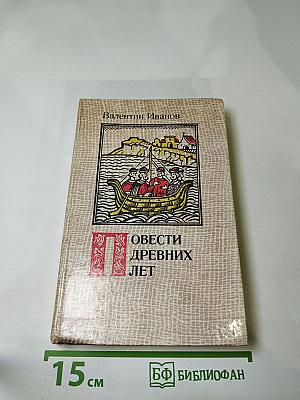 Валентин Иванов
ПОВЕСТИ
ДРЕВНИХ
ЛЕТ
15 см
БФ БИБЛИОФАН